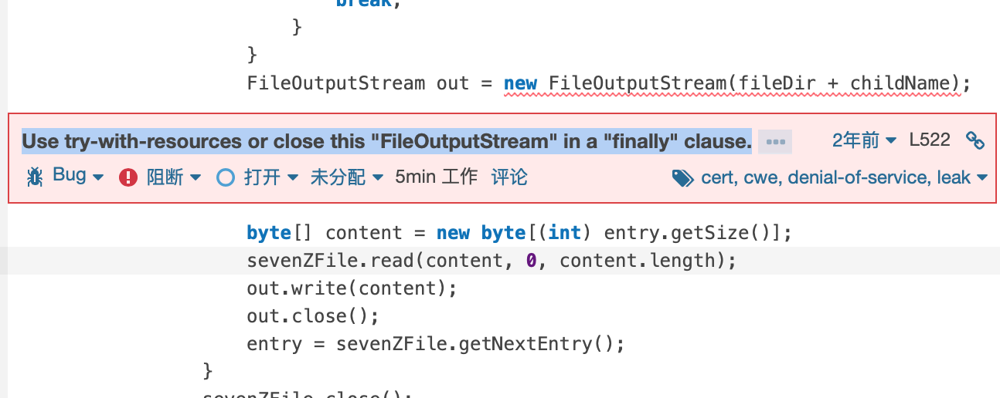 break;
}
}
FileOutputStream out = new FileOutputStream(fileDir + childName);
Use try-with-resources or close this "FileOutputStream" in a "finally" clause. 2年前 L522
Bug 阻断 打开 未分配 5min 工作 评论 cert, cwe, denial-of-service, leak
byte[] content = new byte[(int) entry.getSize()];
sevenZFile.read(content, 0, content.length);
out.write(content);
out.close();
entry = sevenZFile.getNextEntry();
}
sevenZFile.close();